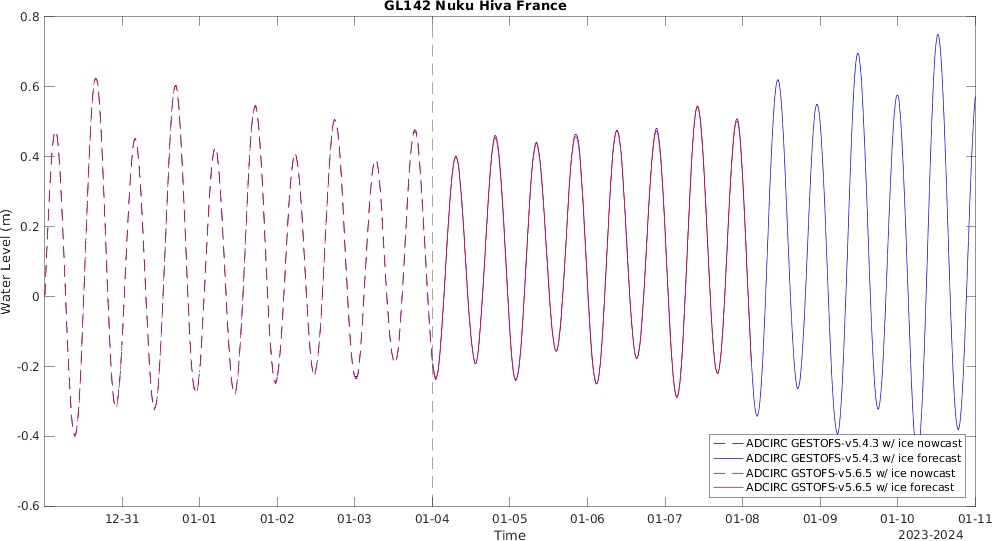 GL142 Nuku Hiva France
Water Level (m)
0.8
0.6
0.4
0.2
0
-0.2
-0.4
-0.6
ADCIRC GESTOFS-v5.4.3 w/ ice nowcast
ADCIRC GESTOFS-v5.4.3 w/ ice forecast
ADCIRC GSTOFS-v5.6.5 w/ ice nowcast
ADCIRC GSTOFS-v5.6.5 w/ ice forecast
12-31 01-01 01-02 01-03 01-04 01-05 01-06 01-07 01-08 01-09 01-10 01-11
Time
2023-2024